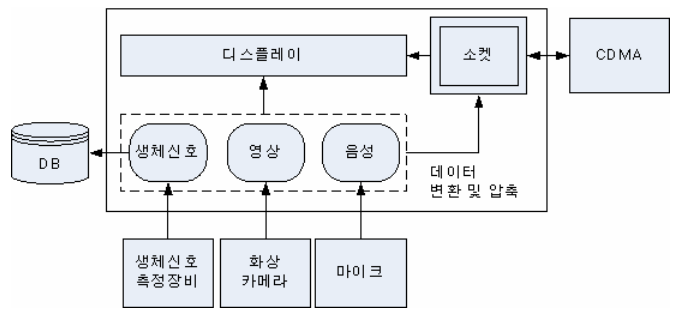 디스플레이
소켓
CDMA
DB
생체신호
영상
음성
데이터
변환 및 압축
생체신호
측정장비
화상
카메라
마이크